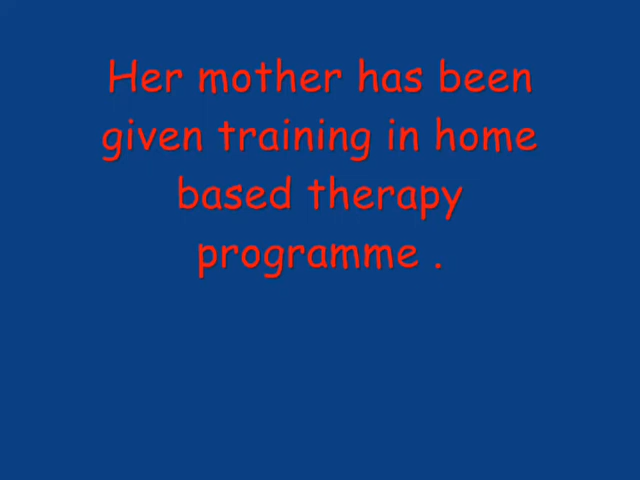 Her mother has been
given training in home
based therapy
programme .